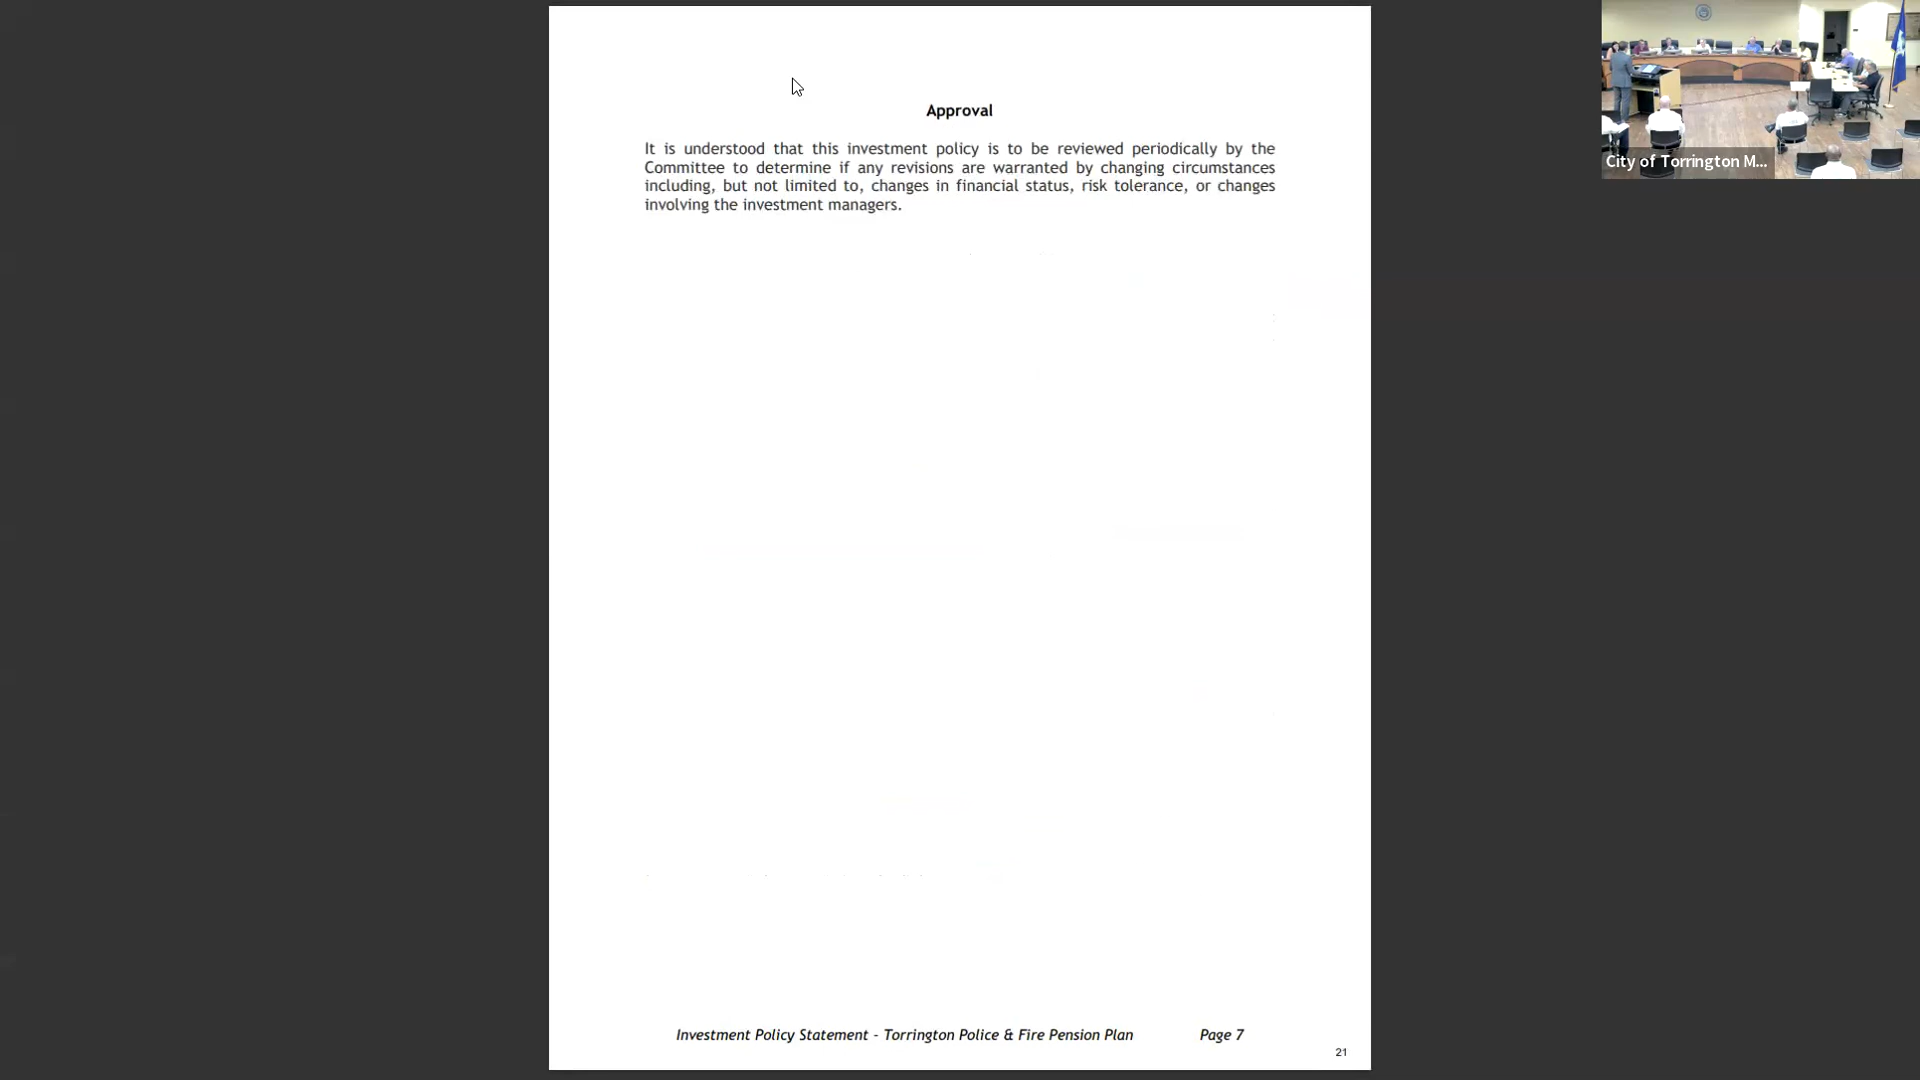 Approval
It is understood that this investment policy is to be reviewed periodically by the
Committee to determine if any revisions are warranted by changing circumstances
including, but not limited to, changes in financial status, risk tolerance, or changes
involving the investment managers.
City of Torrington M...
Investment Policy Statement - Torrington Police & Fire Pension Plan Page 7
21